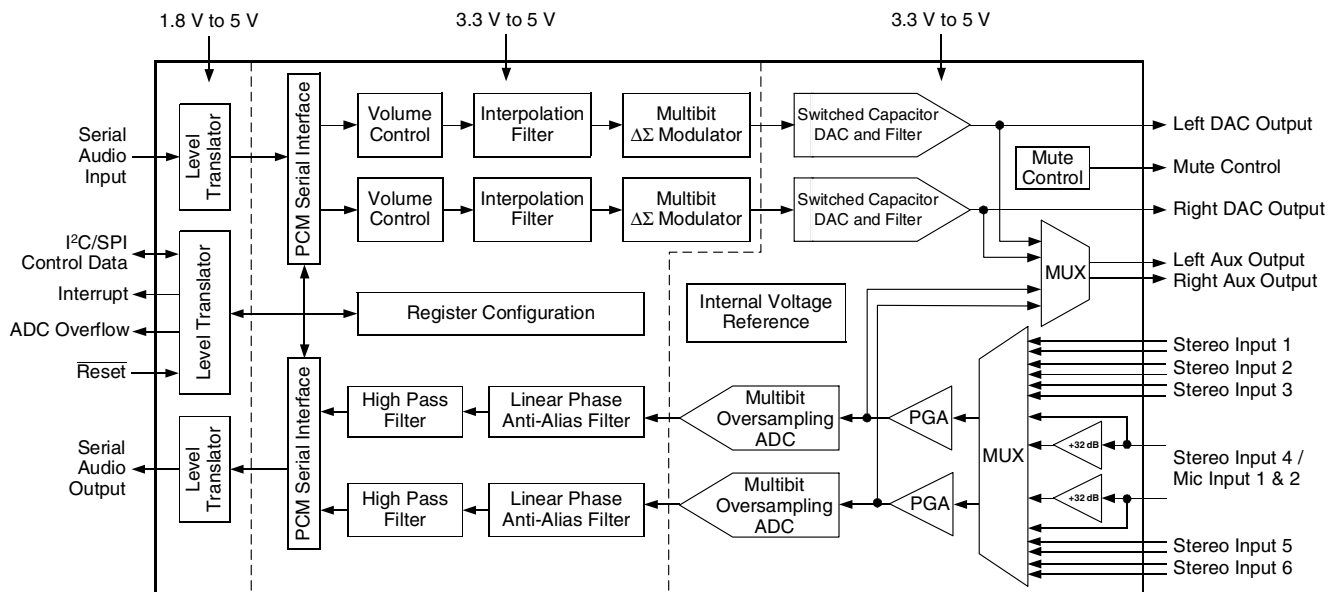 1.8 V to 5 V
3.3 V to 5 V
3.3 V to 5 V
Serial
Audio
Input
Level
Translator
PCM Serial Interface
Volume
Control
Interpolation
Filter
Multibit
ΔΣ Modulator
Switched Capacitor
DAC and Filter
Left DAC Output
Mute
Control
Mute Control
Volume
Control
Interpolation
Filter
Multibit
ΔΣ Modulator
Switched Capacitor
DAC and Filter
Right DAC Output
I²C/SPI
Control Data
Interrupt
ADC Overflow
Reset
Level Translator
Register Configuration
Internal Voltage
Reference
MUX
Left Aux Output
Right Aux Output
Stereo Input 1
Stereo Input 2
Stereo Input 3
PCM Serial Interface
High Pass
Filter
Linear Phase
Anti-Alias Filter
Multibit
Oversampling
ADC
PGA
MUX
+32 dB
Stereo Input 4 /
Mic Input 1 & 2
Serial
Audio
Output
Level
Translator
High Pass
Filter
Linear Phase
Anti-Alias Filter
Multibit
Oversampling
ADC
PGA
+32 dB
Stereo Input 5
Stereo Input 6